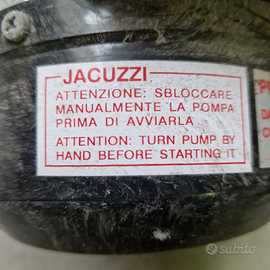 JACUZZI
ATTENZIONE: SBLOCCARE
MANUALMENTE LA POMPA
PRIMA DI AVVIARLA
ATTENTION: TURN PUMP BY
HAND BEFORE STARTING IT
subito